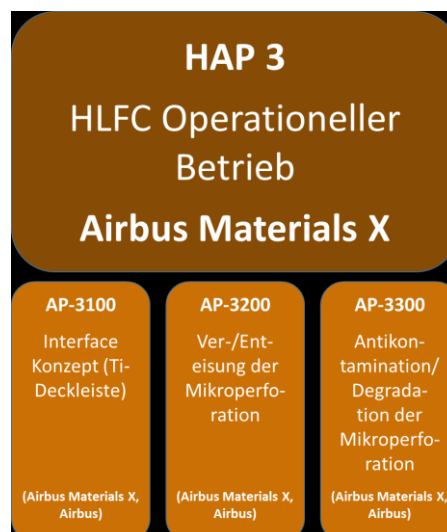 HAP 3
HLFC Operationeller
Betrieb
Airbus Materials X
AP-3100
Interface
Konzept (Ti-
Deckleiste)
(Airbus Materials X,
Airbus)
AP-3200
Ver-/Ent-
eisung der
Mikroperfo-
ration
(Airbus Materials X,
Airbus)
AP-3300
Antikon-
tamination/
Degrada-
tion der
Mikroperfo-
ration
(Airbus Materials X,
Airbus)